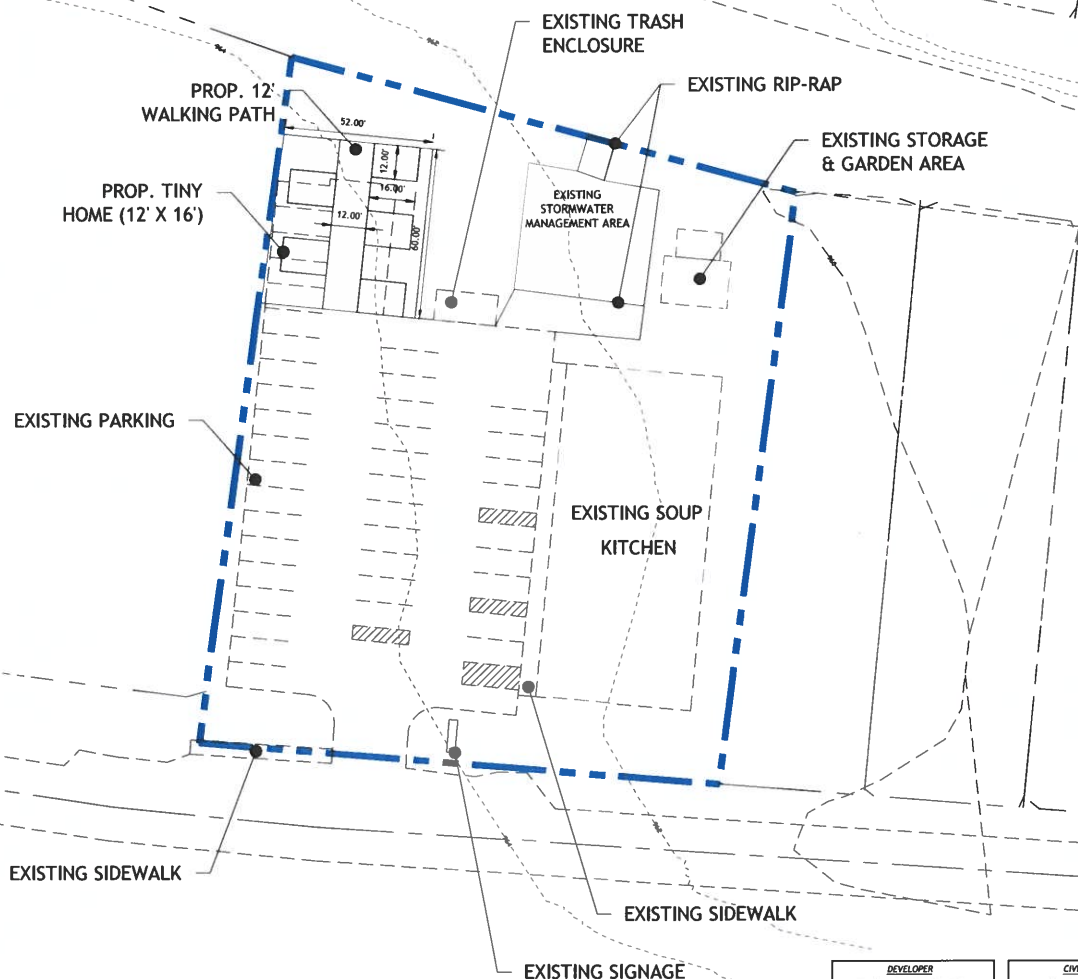 EXISTING TRASH
ENCLOSURE
EXISTING RIP-RAP
PROP. 12'
WALKING PATH
52.00'
12.00'
16.00'
12.00'
60.00'
EXISTING STORAGE
& GARDEN AREA
EXISTING
STORMWATER
MANAGEMENT AREA
PROP. TINY
HOME (12' X 16')
EXISTING PARKING
EXISTING SOUP
KITCHEN
EXISTING SIDEWALK
EXISTING SIDEWALK
EXISTING SIGNAGE
DEVELOPER